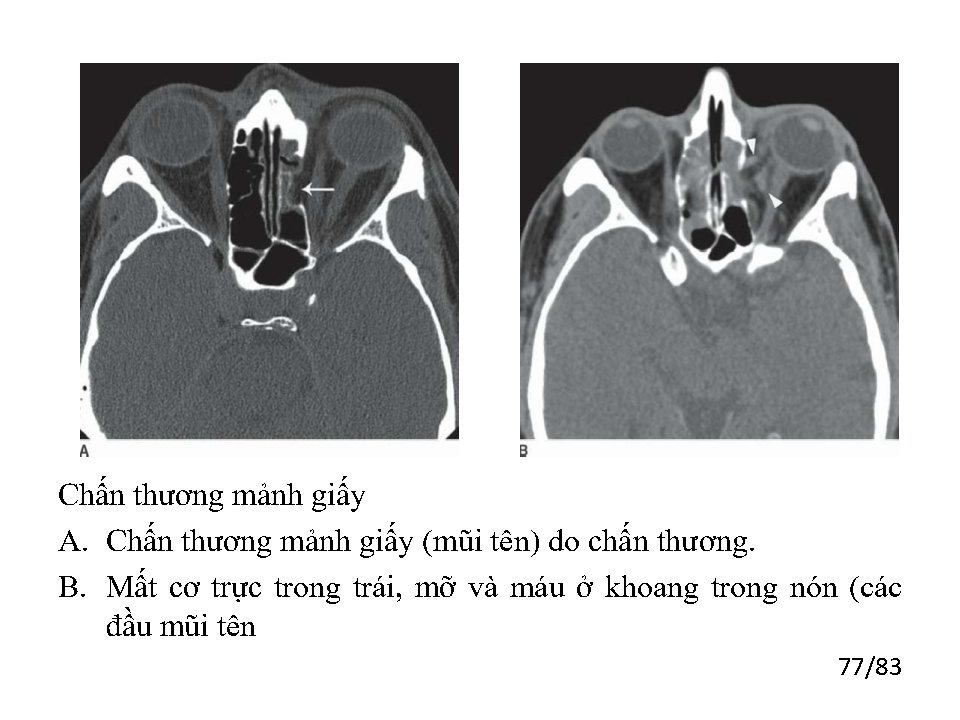 A
B
Chấn thương mảnh giấy
A. Chấn thương mảnh giấy (mũi tên) do chấn thương.
B. Mất cơ trực trong trái, mỡ và máu ở khoang trong nón (các
đầu mũi tên
77/83